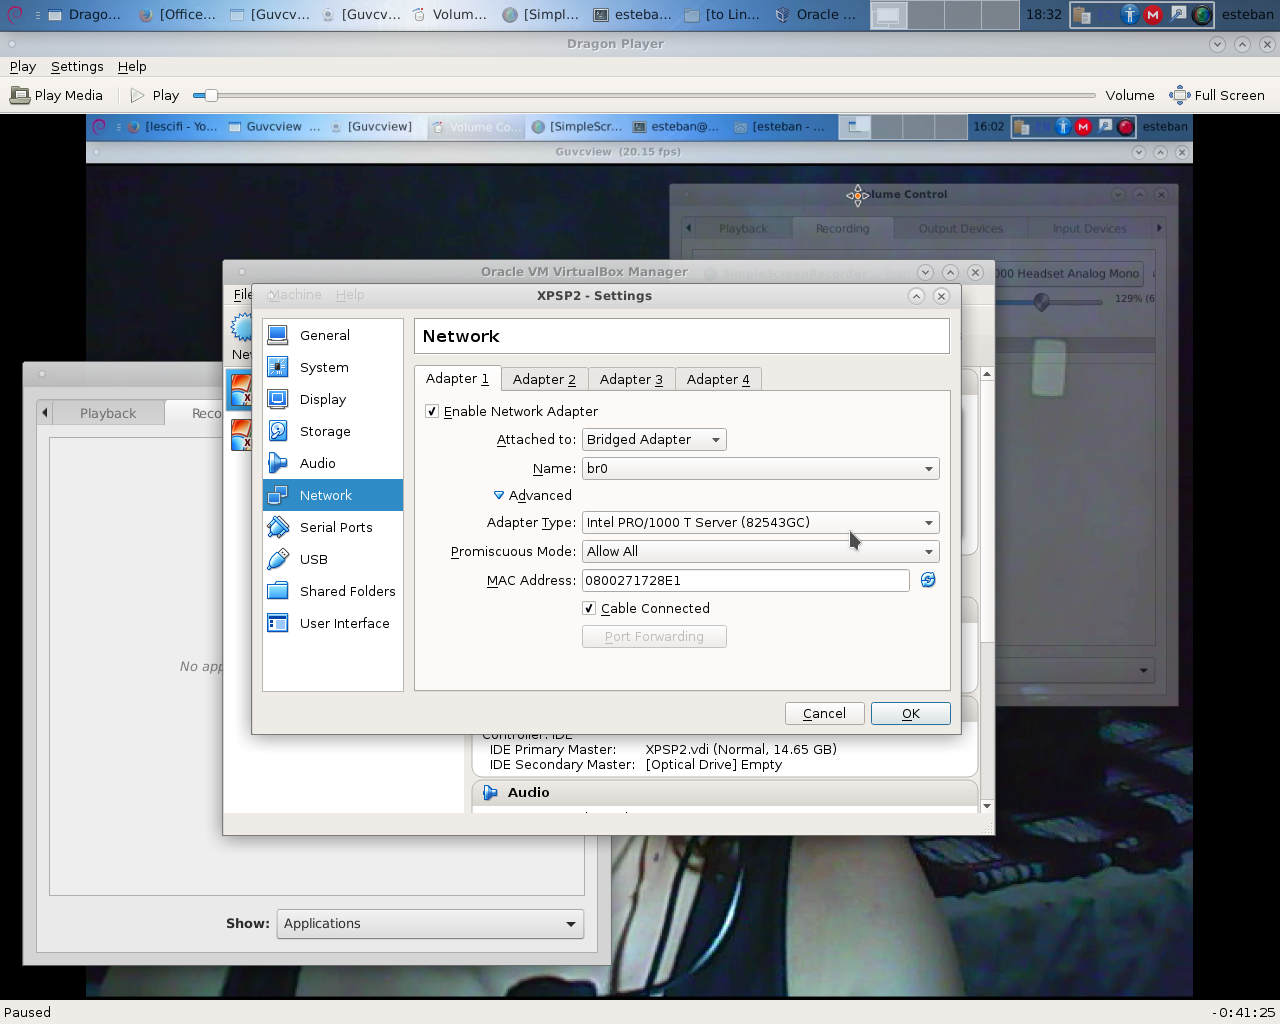 Drago... [Office... [Guvcv... [Guvcv... Volum... [Simpl... esteba... [to Lin... Oracle ... 18:32 esteban
Dragon Player
Play Settings Help
Play Media Play Volume Full Screen
[lescifi - Yo... Guvcview ... [Guvcview] Volume Co... [SimpleScr... esteban@... [esteban - ... 16:02 esteban
Guvcview (20.15 fps)
lume Control
Playback Recording Output Devices Input Devices
SimpleScreenRecorder
000 Headset Analog Mono
129% (6
Oracle VM VirtualBox Manager
File Machine Help
XPSP2 - Settings
Ne
General
System
Display
Storage
Audio
Network
Serial Ports
USB
Shared Folders
User Interface
Network
Adapter 1 Adapter 2 Adapter 3 Adapter 4
Enable Network Adapter
Attached to: Bridged Adapter
Name: br0
Advanced
Adapter Type: Intel PRO/1000 T Server (82543GC)
Promiscuous Mode: Allow All
MAC Address: 0800271728E1
Cable Connected
Port Forwarding
Cancel OK
Playback Reco
No app
Controller: IDE
IDE Primary Master: XPSP2.vdi (Normal, 14.65 GB)
IDE Secondary Master: [Optical Drive] Empty
Audio
Show: Applications
Paused -0:41:25